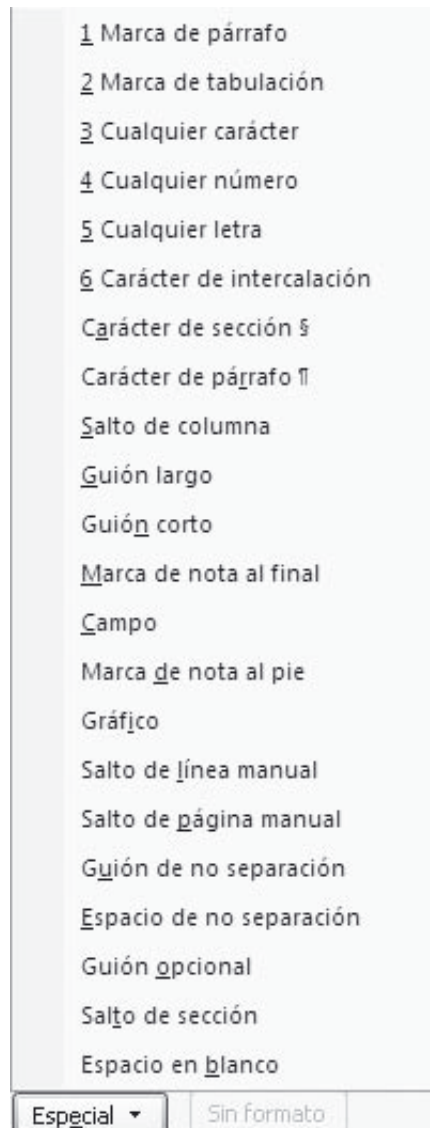 1 Marca de párrafo
2 Marca de tabulación
3 Cualquier carácter
4 Cualquier número
5 Cualquier letra
6 Carácter de intercalación
Carácter de sección §
Carácter de párrafo ¶
Salto de columna
Guión largo
Guión corto
Marca de nota al final
Campo
Marca de nota al pie
Gráfico
Salto de línea manual
Salto de página manual
Guión de no separación
Espacio de no separación
Guión opcional
Salto de sección
Espacio en blanco
Especial Sin formato